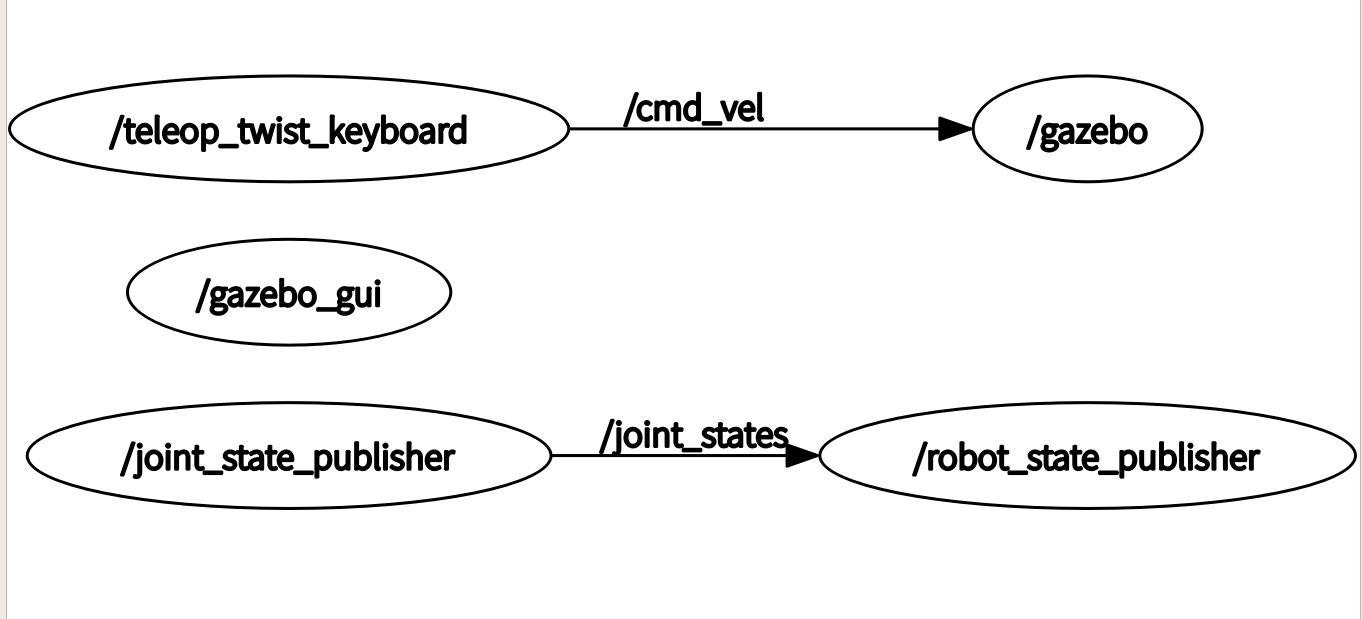 /teleop_twist_keyboard
/cmd_vel
/gazebo
/gazebo_gui
/joint_state_publisher
/joint_states
/robot_state_publisher